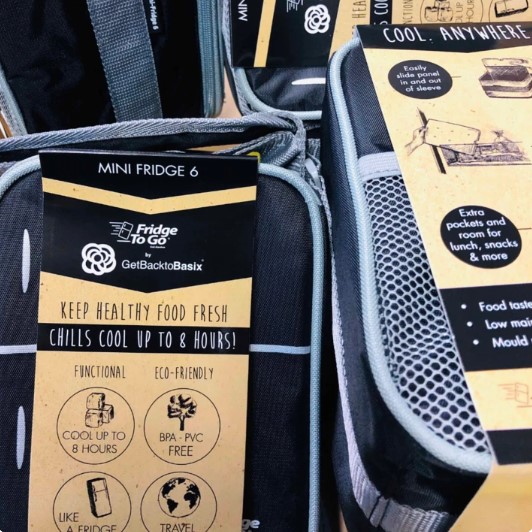 MINI FRIDGE 6
Fridge
To Go
by
GetBacktoBasix
KEEP HEALTHY FOOD FRESH
CHILLS COOL UP TO 8 HOURS!
FUNCTIONAL ECO-FRIENDLY
COOL UP TO
8 HOURS
BPA - PVC
FREE
LIKE
A FRIDGE
TRAVEL
COOL. ANYWHERE
Easily
slide panel
in and out
of sleeve
Extra
pockets and
room for
lunch, snacks
& more
• Food taste
• Low mai
• Mould